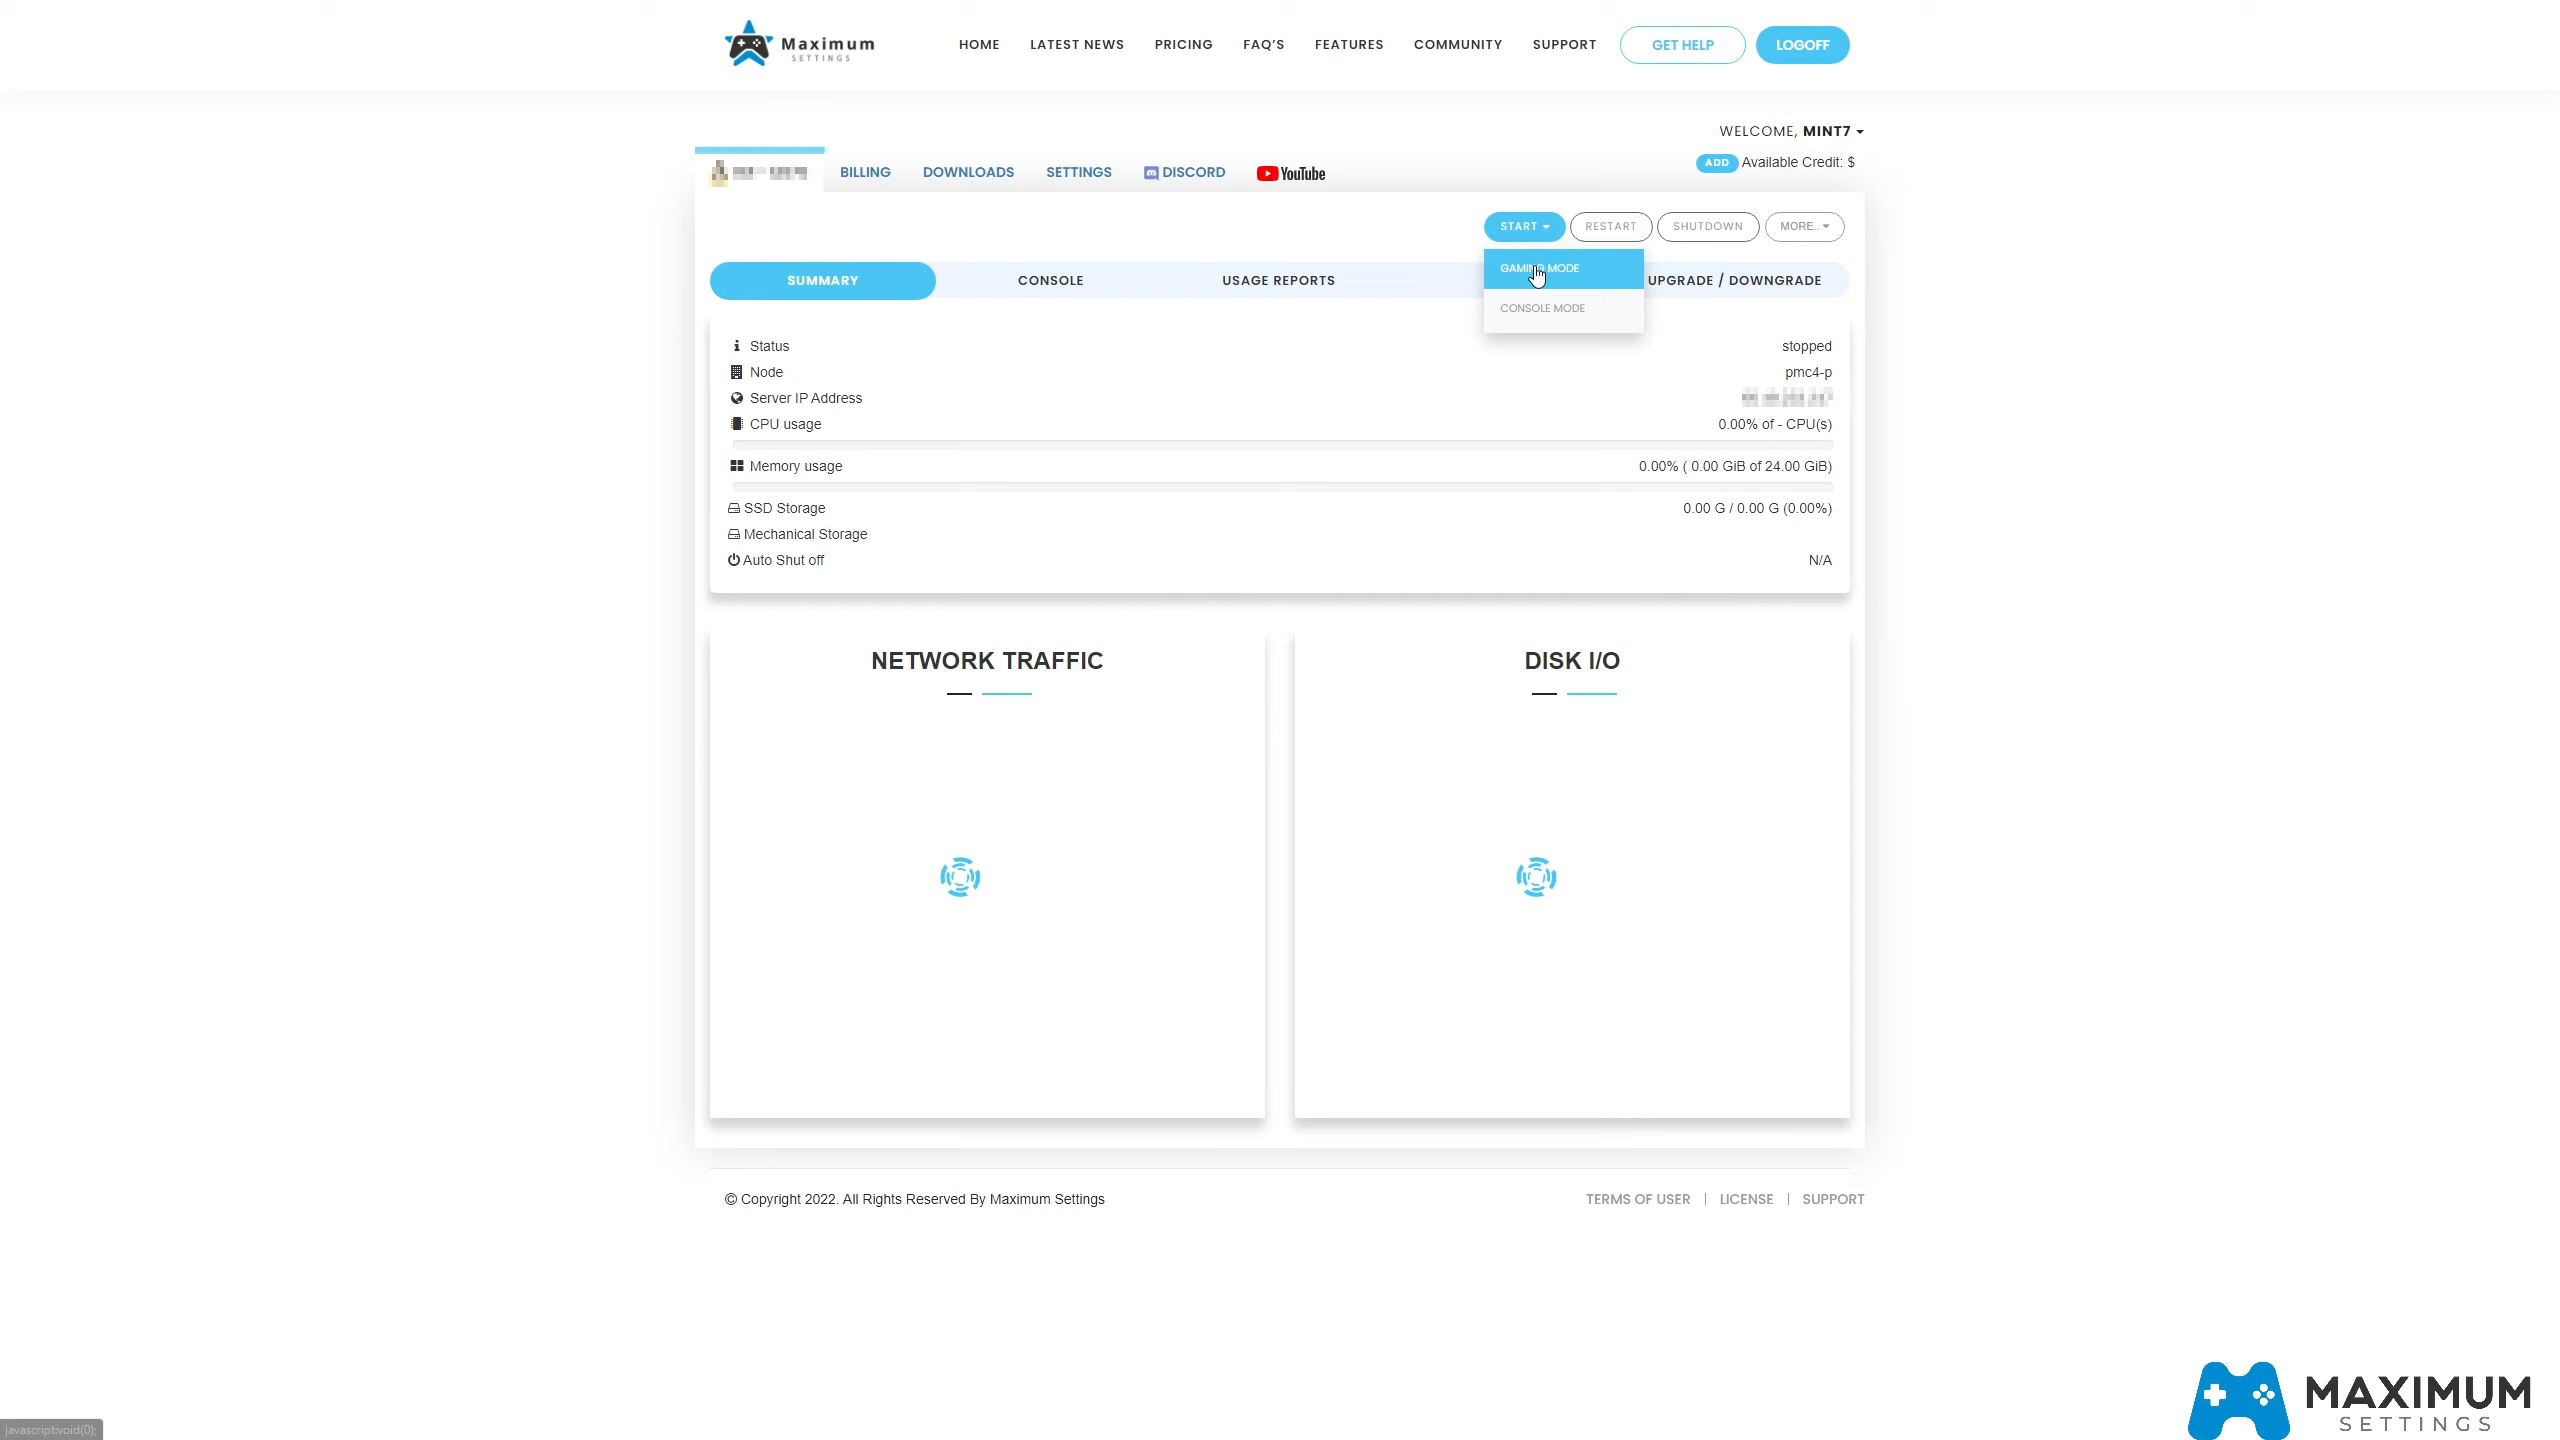 Maximum
SETTINGS
HOME LATEST NEWS PRICING FAQ'S FEATURES COMMUNITY SUPPORT GET HELP LOGOFF
WELCOME, MINT7
BILLING DOWNLOADS SETTINGS DISCORD YouTube
ADD Available Credit: $
START RESTART SHUTDOWN MORE..
GAMING MODE
CONSOLE MODE
SUMMARY CONSOLE USAGE REPORTS UPGRADE / DOWNGRADE
Status stopped
Node pmc4-p
Server IP Address
CPU usage 0.00% of - CPU(s)
Memory usage 0.00% ( 0.00 GiB of 24.00 GiB)
SSD Storage 0.00 G / 0.00 G (0.00%)
Mechanical Storage
Auto Shut off N/A
NETWORK TRAFFIC
DISK I/O
© Copyright 2022. All Rights Reserved By Maximum Settings
TERMS OF USER | LICENSE | SUPPORT
MAXIMUM
SETTINGS
javascript:void(0);